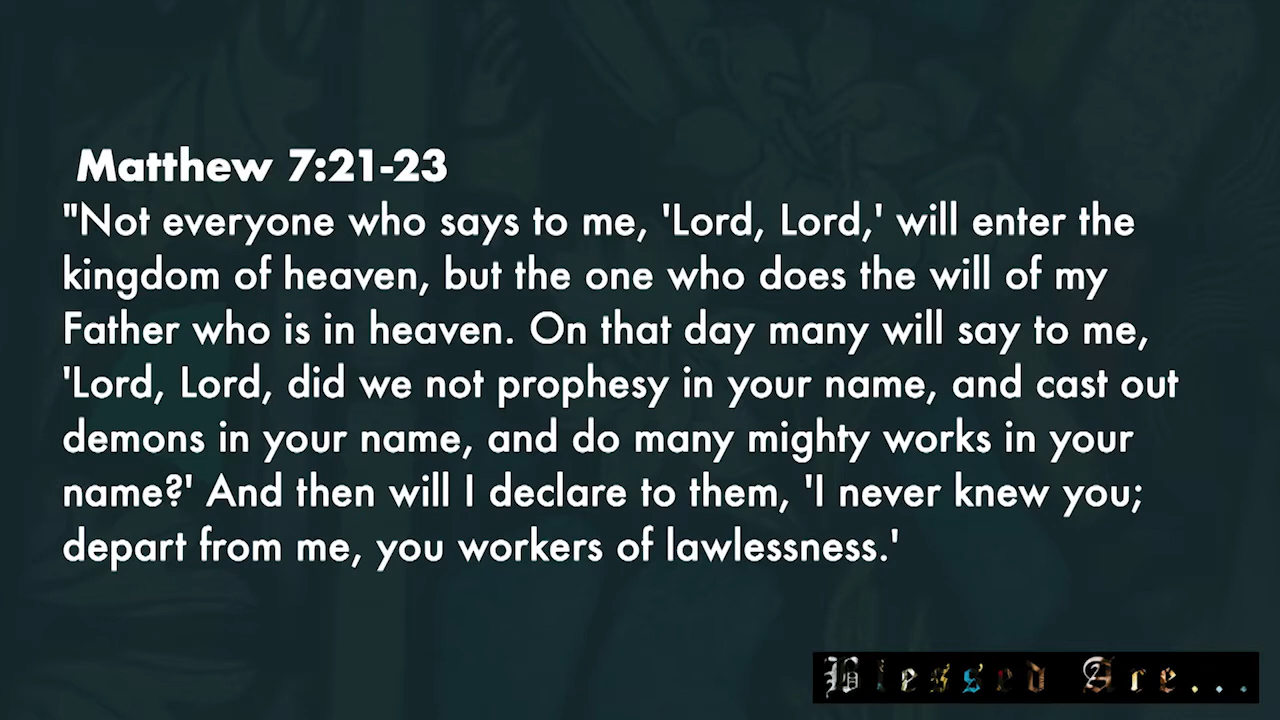 Matthew 7:21-23
"Not everyone who says to me, 'Lord, Lord,' will enter the
kingdom of heaven, but the one who does the will of my
Father who is in heaven. On that day many will say to me,
'Lord, Lord, did we not prophesy in your name, and cast out
demons in your name, and do many mighty works in your
name?' And then will I declare to them, 'I never knew you;
depart from me, you workers of lawlessness.'
Blessed Are...